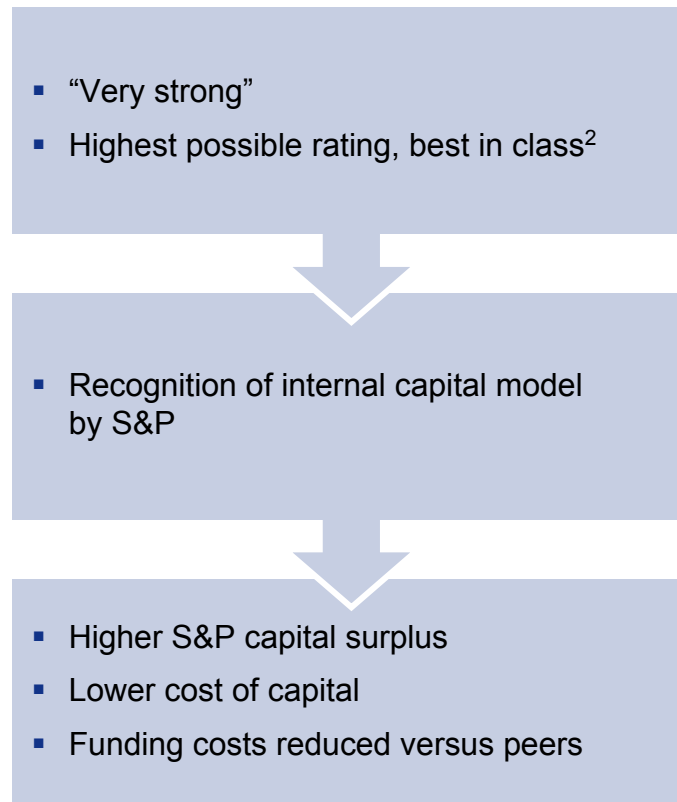 ▪ “Very strong”
▪ Highest possible rating, best in class²
▪ Recognition of internal capital model
by S&P
▪ Higher S&P capital surplus
▪ Lower cost of capital
▪ Funding costs reduced versus peers